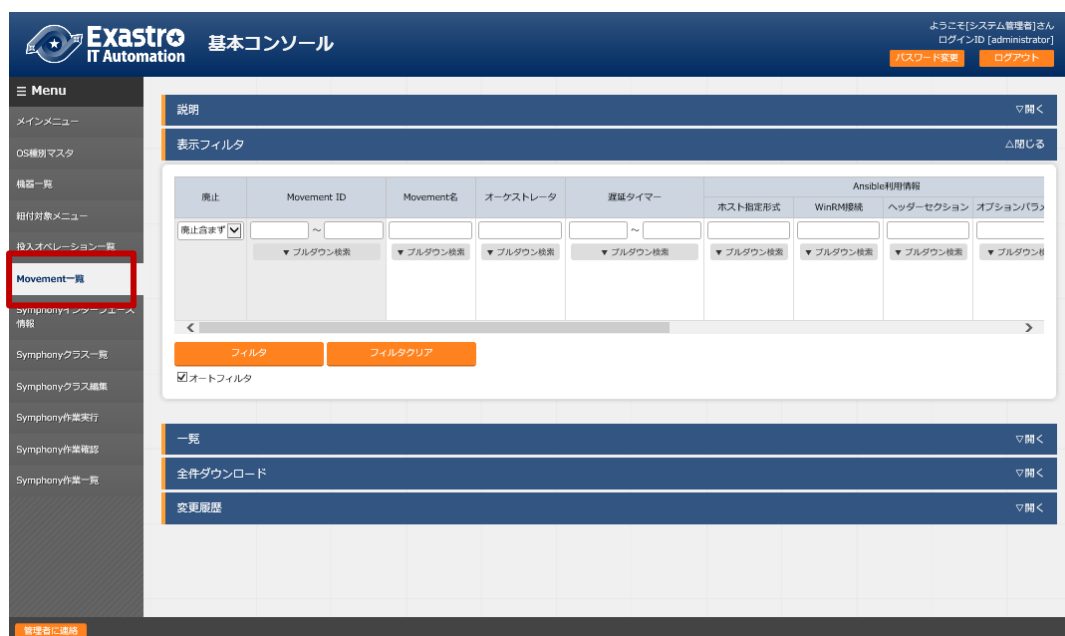 Exastro
IT Automation
基本コンソール
ようこそ[システム管理者]さん
ログインID [administrator]
パスワード変更 ログアウト
Menu
メインメニュー
OS種別マスタ
機器一覧
紐付対象メニュー
投入オペレーション一覧
Movement一覧
Symphonyインターフェース
情報
Symphonyクラス一覧
Symphonyクラス編集
Symphony作業実行
Symphony作業確認
Symphony作業一覧
説明 ▽開く
表示フィルタ △閉じる
廃止 Movement ID Movement名 オーケストレータ 遅延タイマー Ansible利用情報
ホスト指定形式 WinRM接続 ヘッダーセクション オプションパラメ
廃止含まず ～ ～
▼プルダウン検索 ▼プルダウン検索 ▼プルダウン検索 ▼プルダウン検索 ▼プルダウン検索 ▼プルダウン検索 ▼プルダウン検索 ▼プルダウン検
フィルタ フィルタクリア
オートフィルタ
一覧 ▽開く
全件ダウンロード ▽開く
変更履歴 ▽開く
管理者に連絡